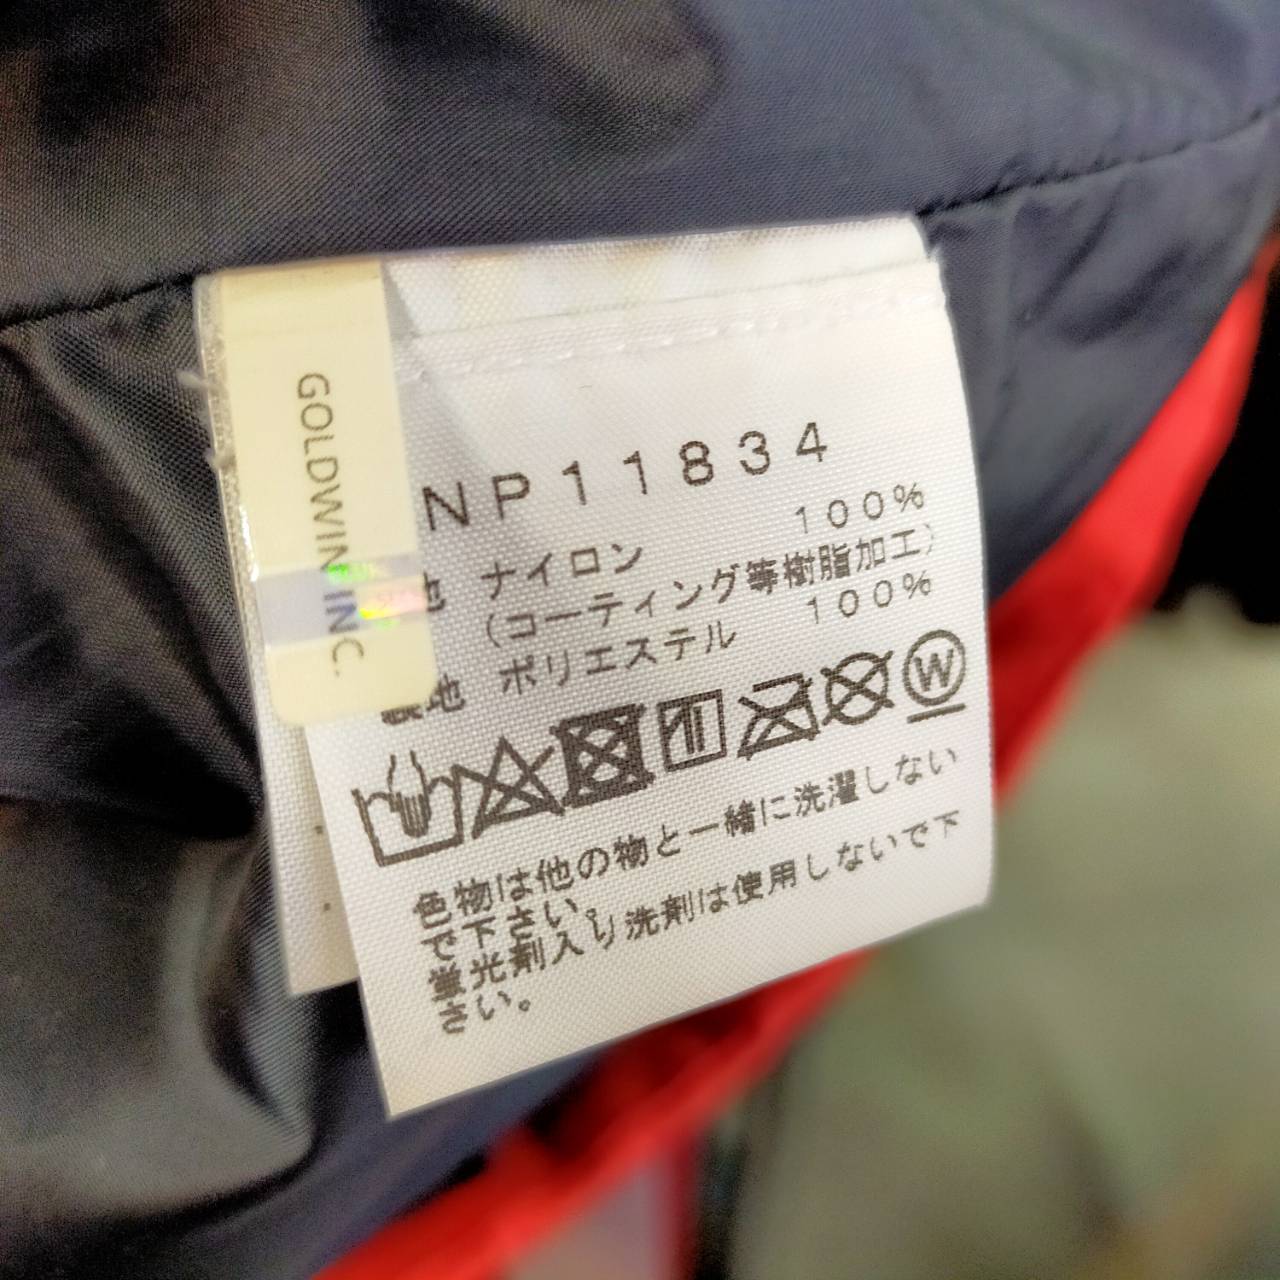 GOLDWIN INC.
NP11834
地 ナイロン 100%
(コーティング等樹脂加工)
裏地 ポリエステル 100%
W
色物は他の物と一緒に洗濯しない
で下さい。
蛍光剤入り洗剤は使用しないで下
さい。